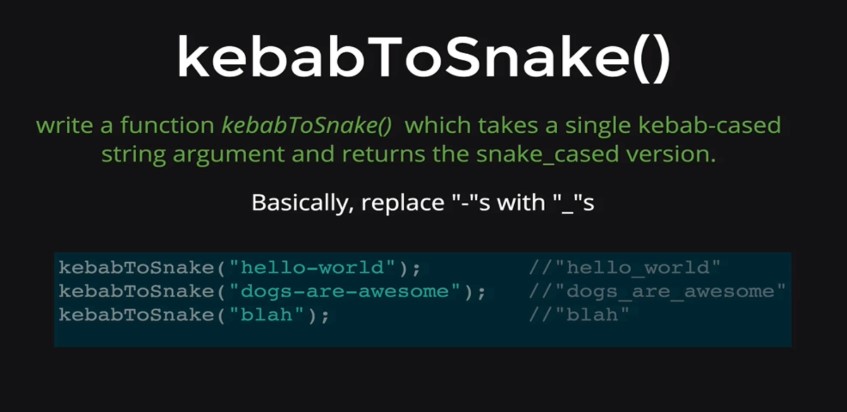 kebabToSnake()
write a function kebabToSnake() which takes a single kebab-cased
string argument and returns the snake_cased version.
Basically, replace "-"s with "_"s
kebabToSnake("hello-world"); //"hello_world"
kebabToSnake("dogs-are-awesome"); //"dogs_are_awesome"
kebabToSnake("blah"); //"blah"